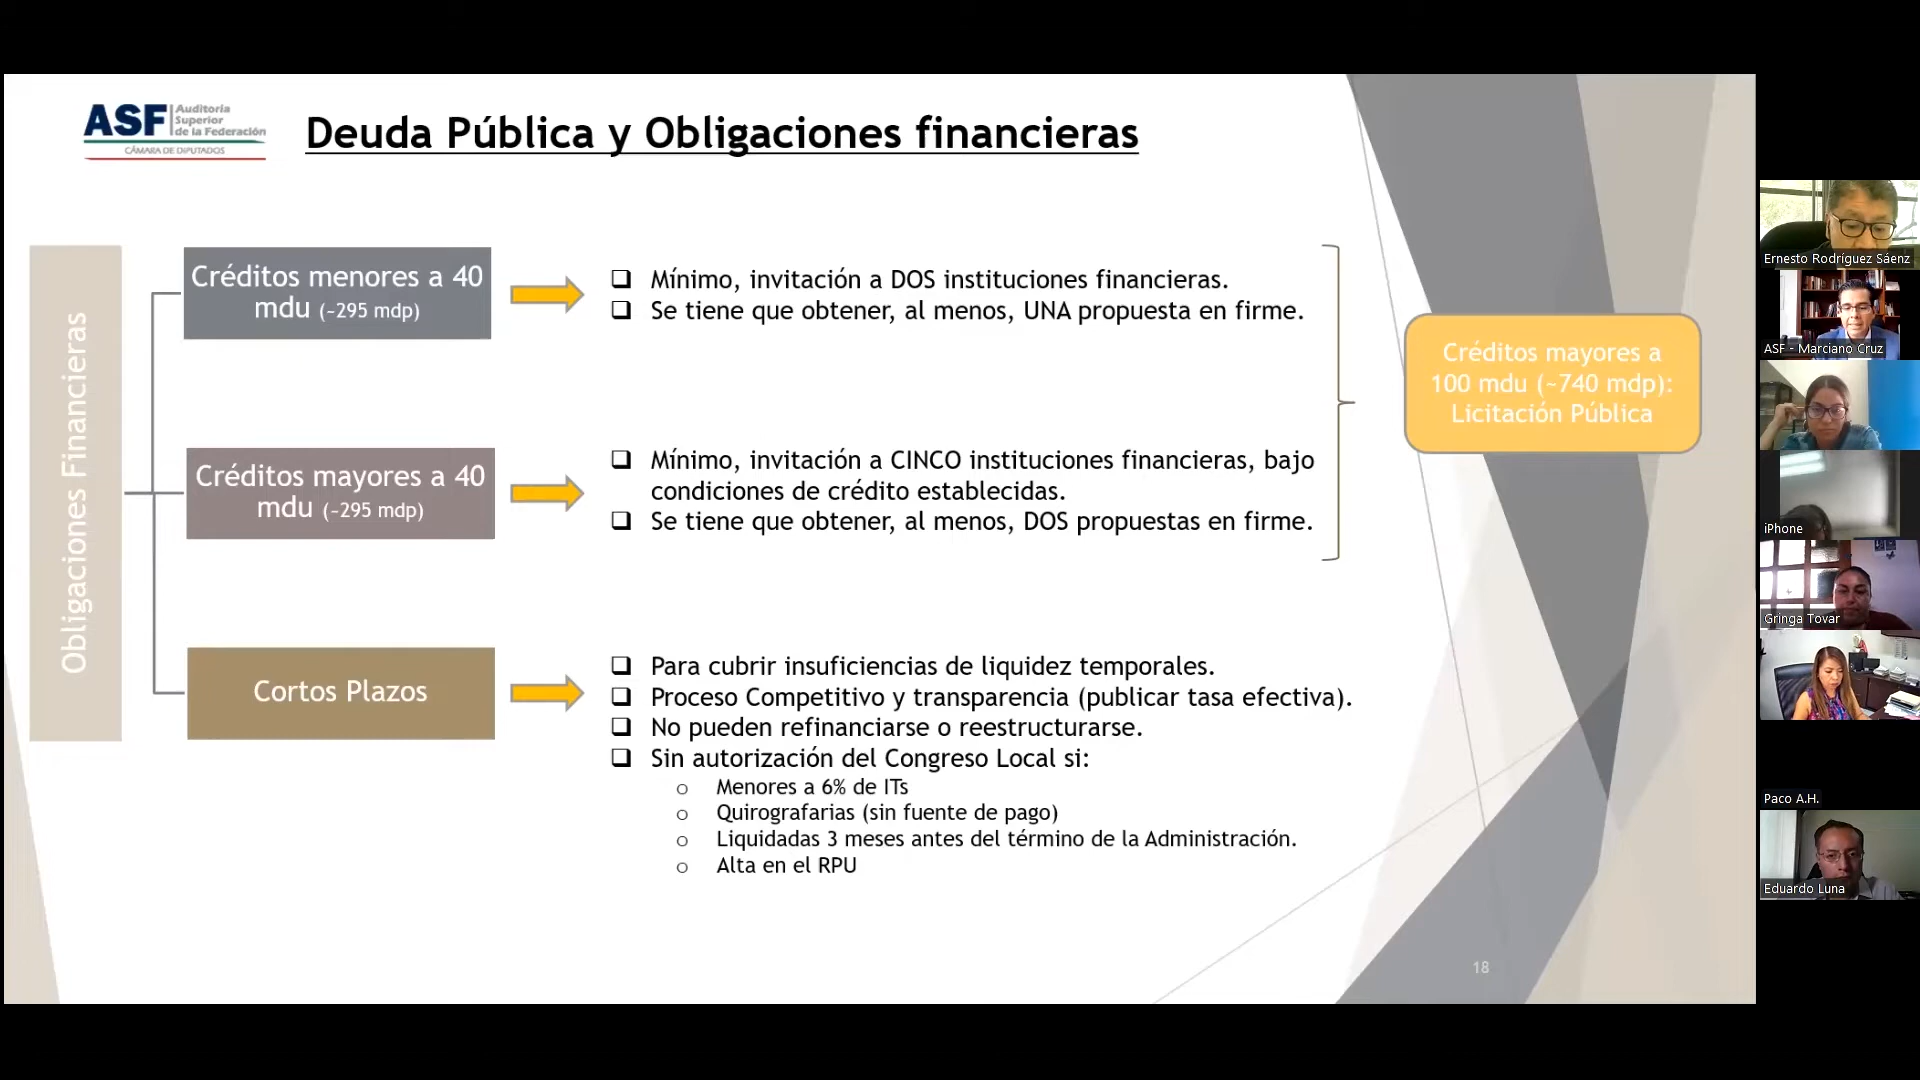 ASF Auditoría
Superior
de la Federación
CÁMARA DE DIPUTADOS
Deuda Pública y Obligaciones financieras
Obligaciones Financieras
Créditos menores a 40
mdu (~295 mdp)
❑ Mínimo, invitación a DOS instituciones financieras.
❑ Se tiene que obtener, al menos, UNA propuesta en firme.
Créditos mayores a 40
mdu (~295 mdp)
❑ Mínimo, invitación a CINCO instituciones financieras, bajo
condiciones de crédito establecidas.
❑ Se tiene que obtener, al menos, DOS propuestas en firme.
Créditos mayores a
100 mdu (~740 mdp):
Licitación Pública
Cortos Plazos
❑ Para cubrir insuficiencias de liquidez temporales.
❑ Proceso Competitivo y transparencia (publicar tasa efectiva).
❑ No pueden refinanciarse o reestructurarse.
❑ Sin autorización del Congreso Local si:
o Menores a 6% de ITs
o Quirografarias (sin fuente de pago)
o Liquidadas 3 meses antes del término de la Administración.
o Alta en el RPU
18
Ernesto Rodríguez Sáenz
ASF - Marciano Cruz
iPhone
Gringa Tovar
Paco A.H.
Eduardo Luna